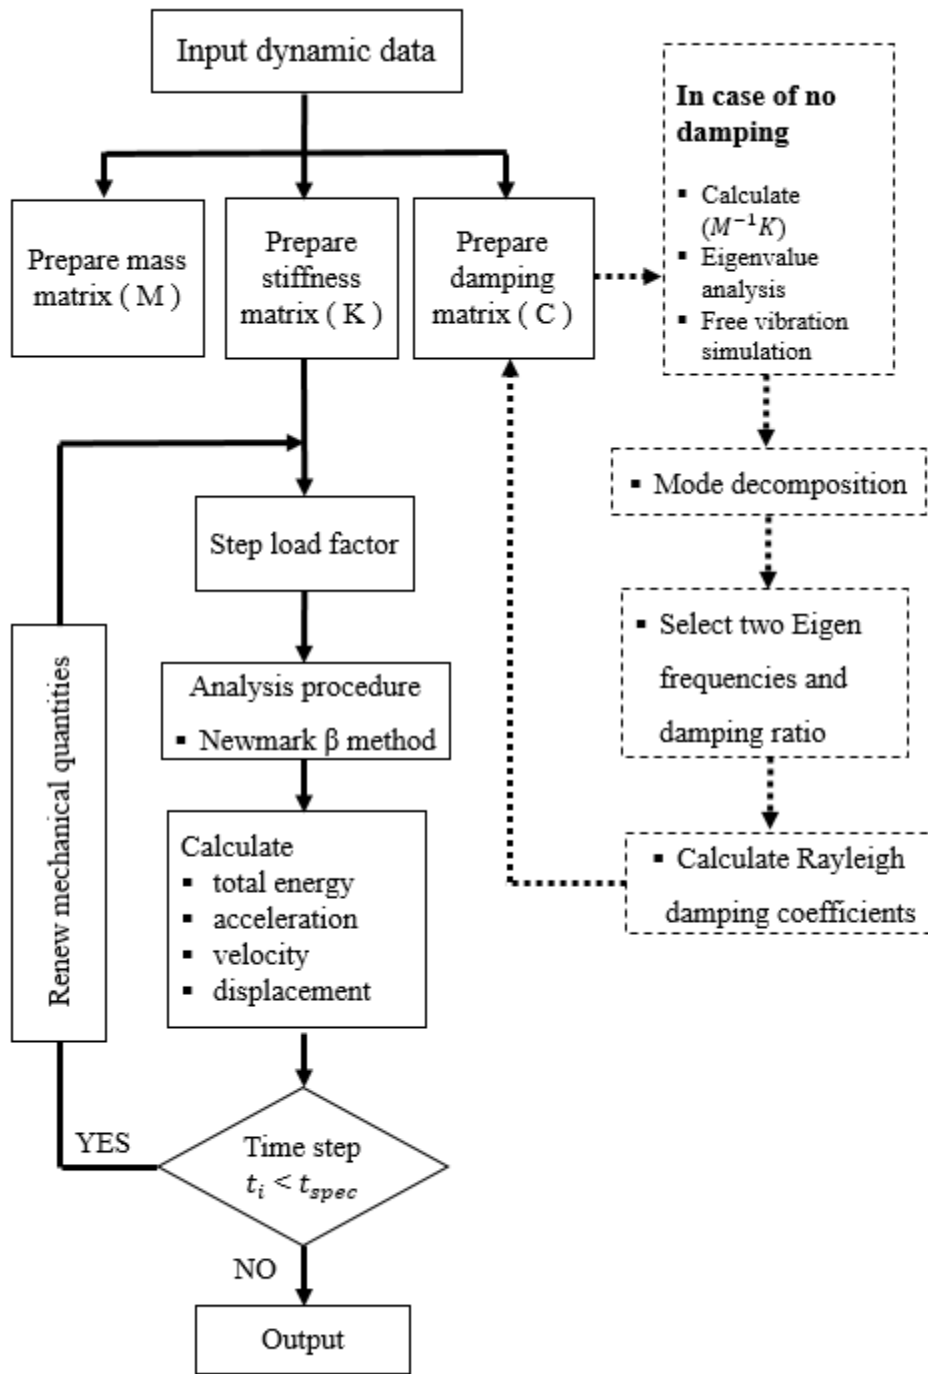 Input dynamic data
In case of no
damping
▪ Calculate
(M⁻¹K)
▪ Eigenvalue
analysis
▪ Free vibration
simulation
Prepare mass
matrix ( M )
Prepare
stiffness
matrix ( K )
Prepare
damping
matrix ( C )
▪ Mode decomposition
Step load factor
▪ Select two Eigen
frequencies and
damping ratio
Renew mechanical quantities
Analysis procedure
▪ Newmark β method
Calculate
▪ total energy
▪ acceleration
▪ velocity
▪ displacement
▪ Calculate Rayleigh
damping coefficients
YES
Time step
t_i < t_spec
NO
Output